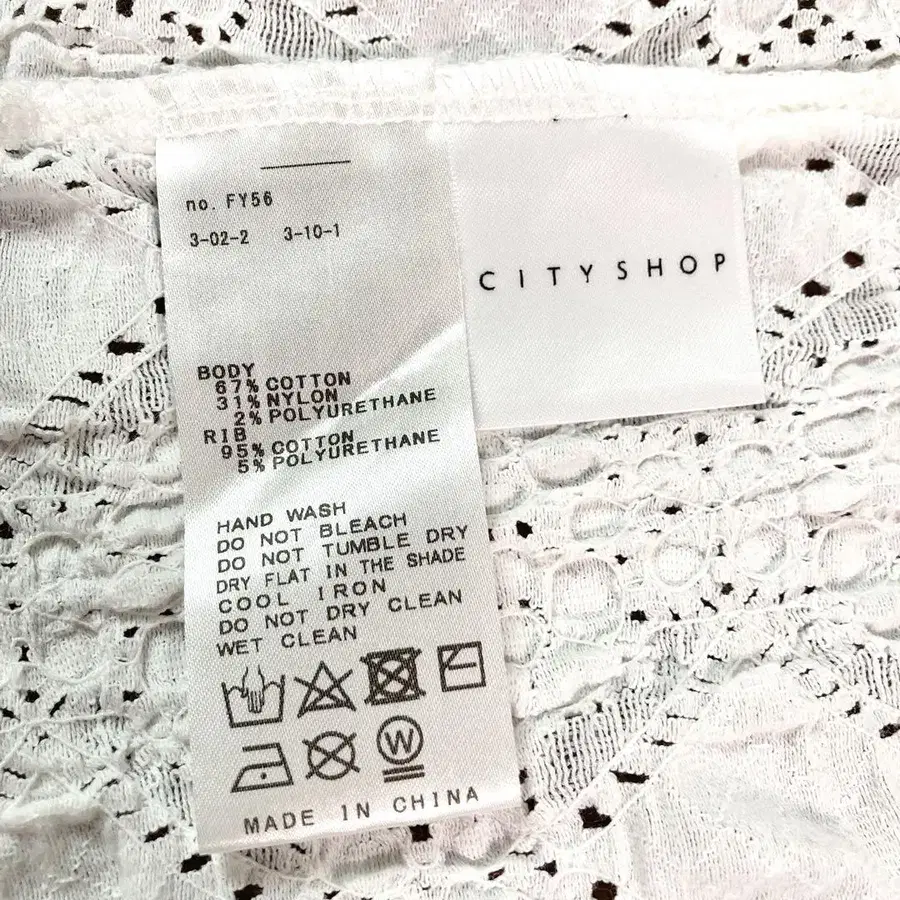 no. FY56
3-02-2 3-10-1
BODY
67% COTTON
31% NYLON
2% POLYURETHANE
RIB
95% COTTON
5% POLYURETHANE
HAND WASH
DO NOT BLEACH
DO NOT TUMBLE DRY
DRY FLAT IN THE SHADE
COOL IRON
DO NOT DRY CLEAN
WET CLEAN
W
MADE IN CHINA
CITYSHOP